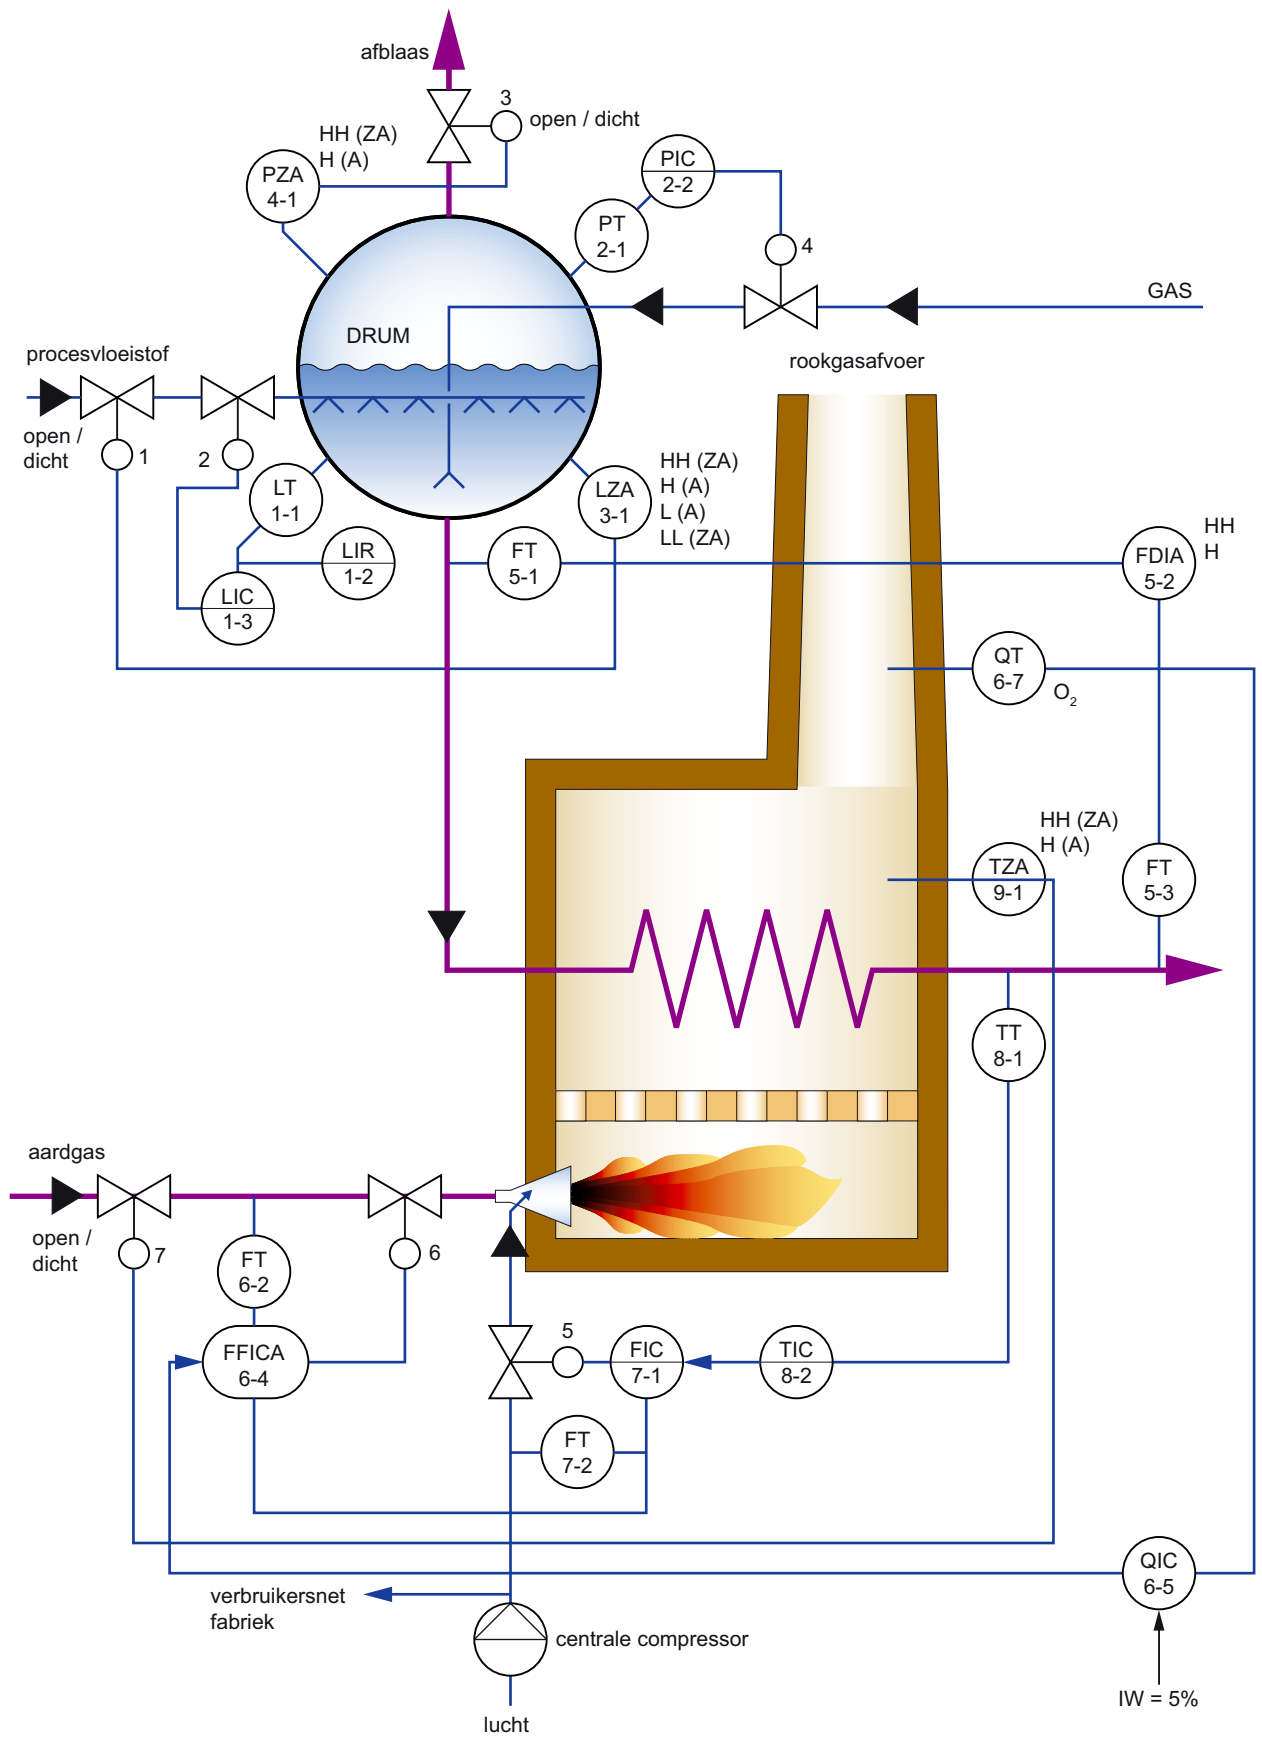 afblaas
3
open / dicht
HH (ZA)
H (A)
PZA
4-1
PIC
2-2
PT
2-1
4
GAS
DRUM
rookgasafvoer
procesvloeistof
open /
dicht
1
2
LT
1-1
LZA
3-1
HH (ZA)
H (A)
L (A)
LL (ZA)
LIR
1-2
LIC
1-3
FT
5-1
FDIA
5-2
HH
H
QT
6-7
O2
HH (ZA)
H (A)
TZA
9-1
FT
5-3
TT
8-1
aardgas
open /
dicht
7
6
FT
6-2
FFICA
6-4
5
FIC
7-1
TIC
8-2
FT
7-2
QIC
6-5
verbruikersnet
fabriek
centrale compressor
IW = 5%
lucht